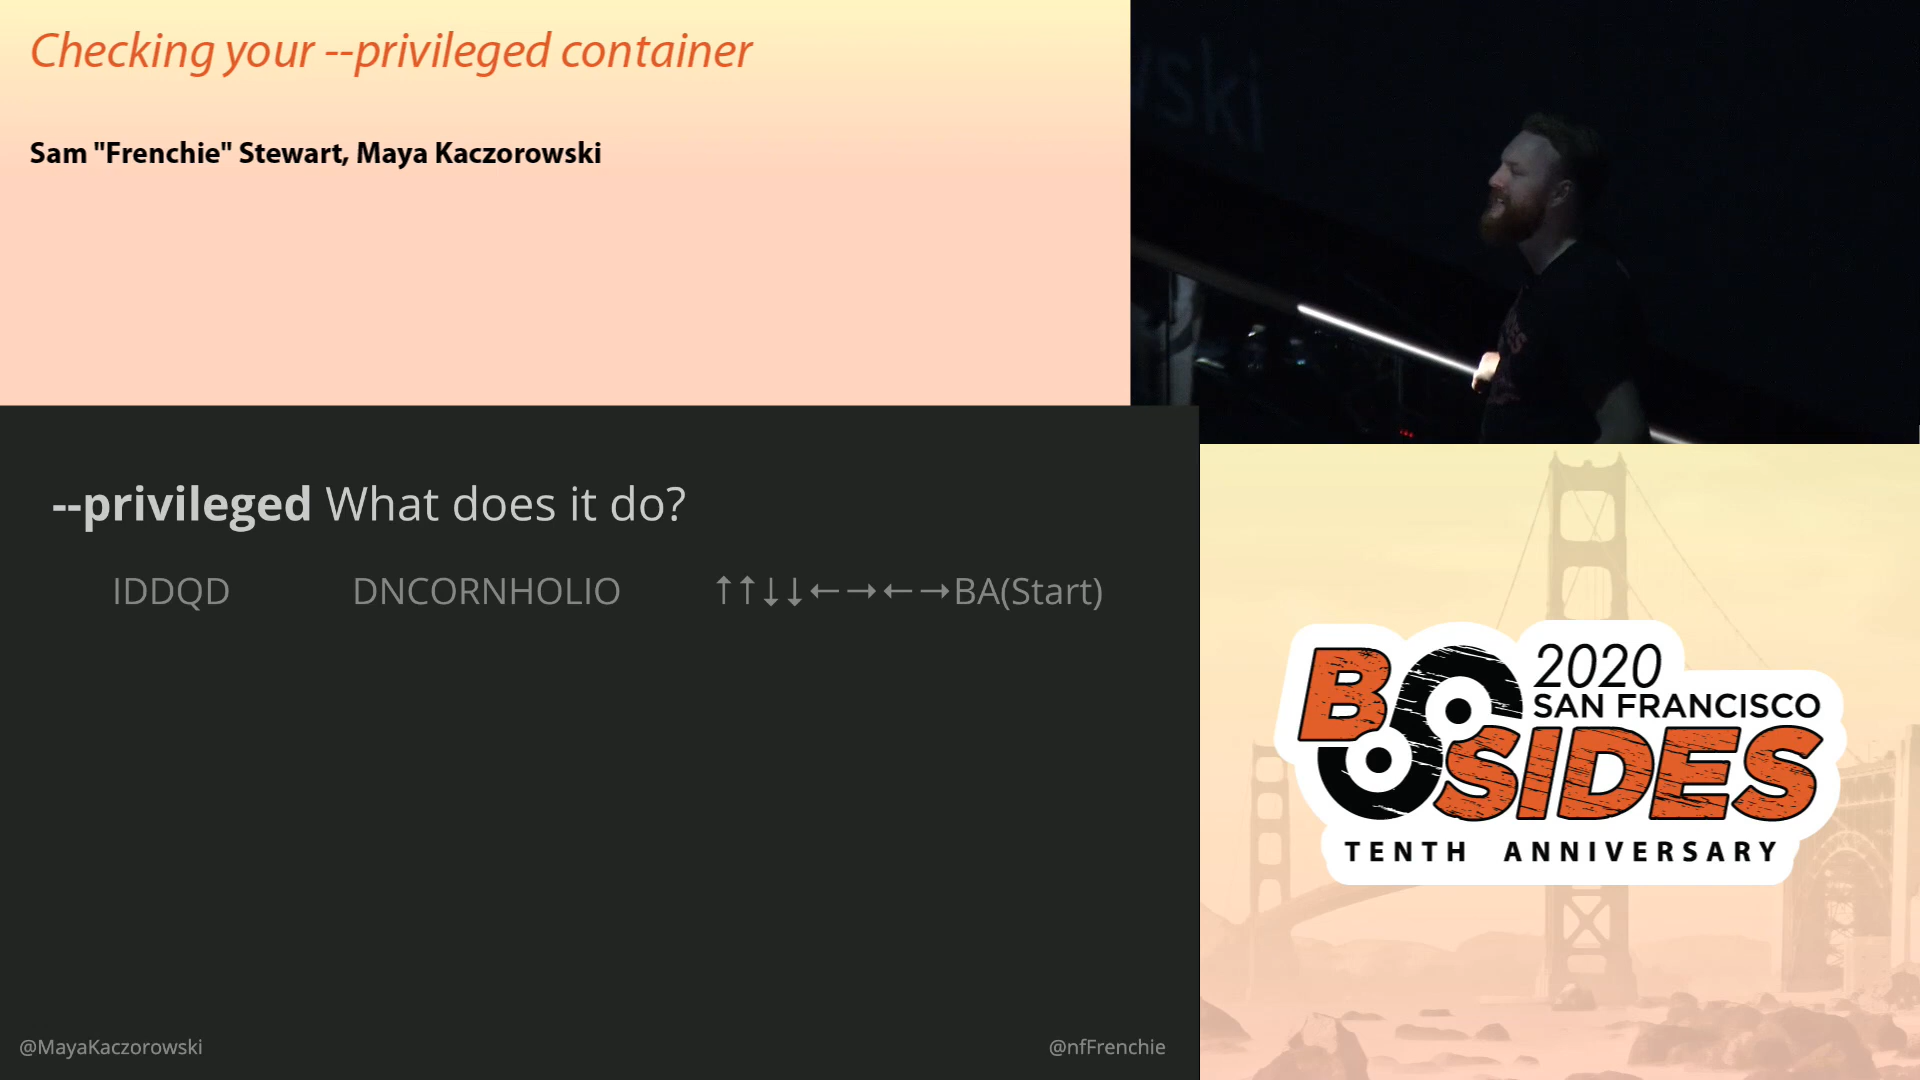 Checking your --privileged container
Sam "Frenchie" Stewart, Maya Kaczorowski
wski
--privileged What does it do?
IDDQD DNCORNHOLIO ↑↑↓↓←→←→BA(Start)
@MayaKaczorowski @nfFrenchie
2020
SAN FRANCISCO
BSIDES
TENTH ANNIVERSARY